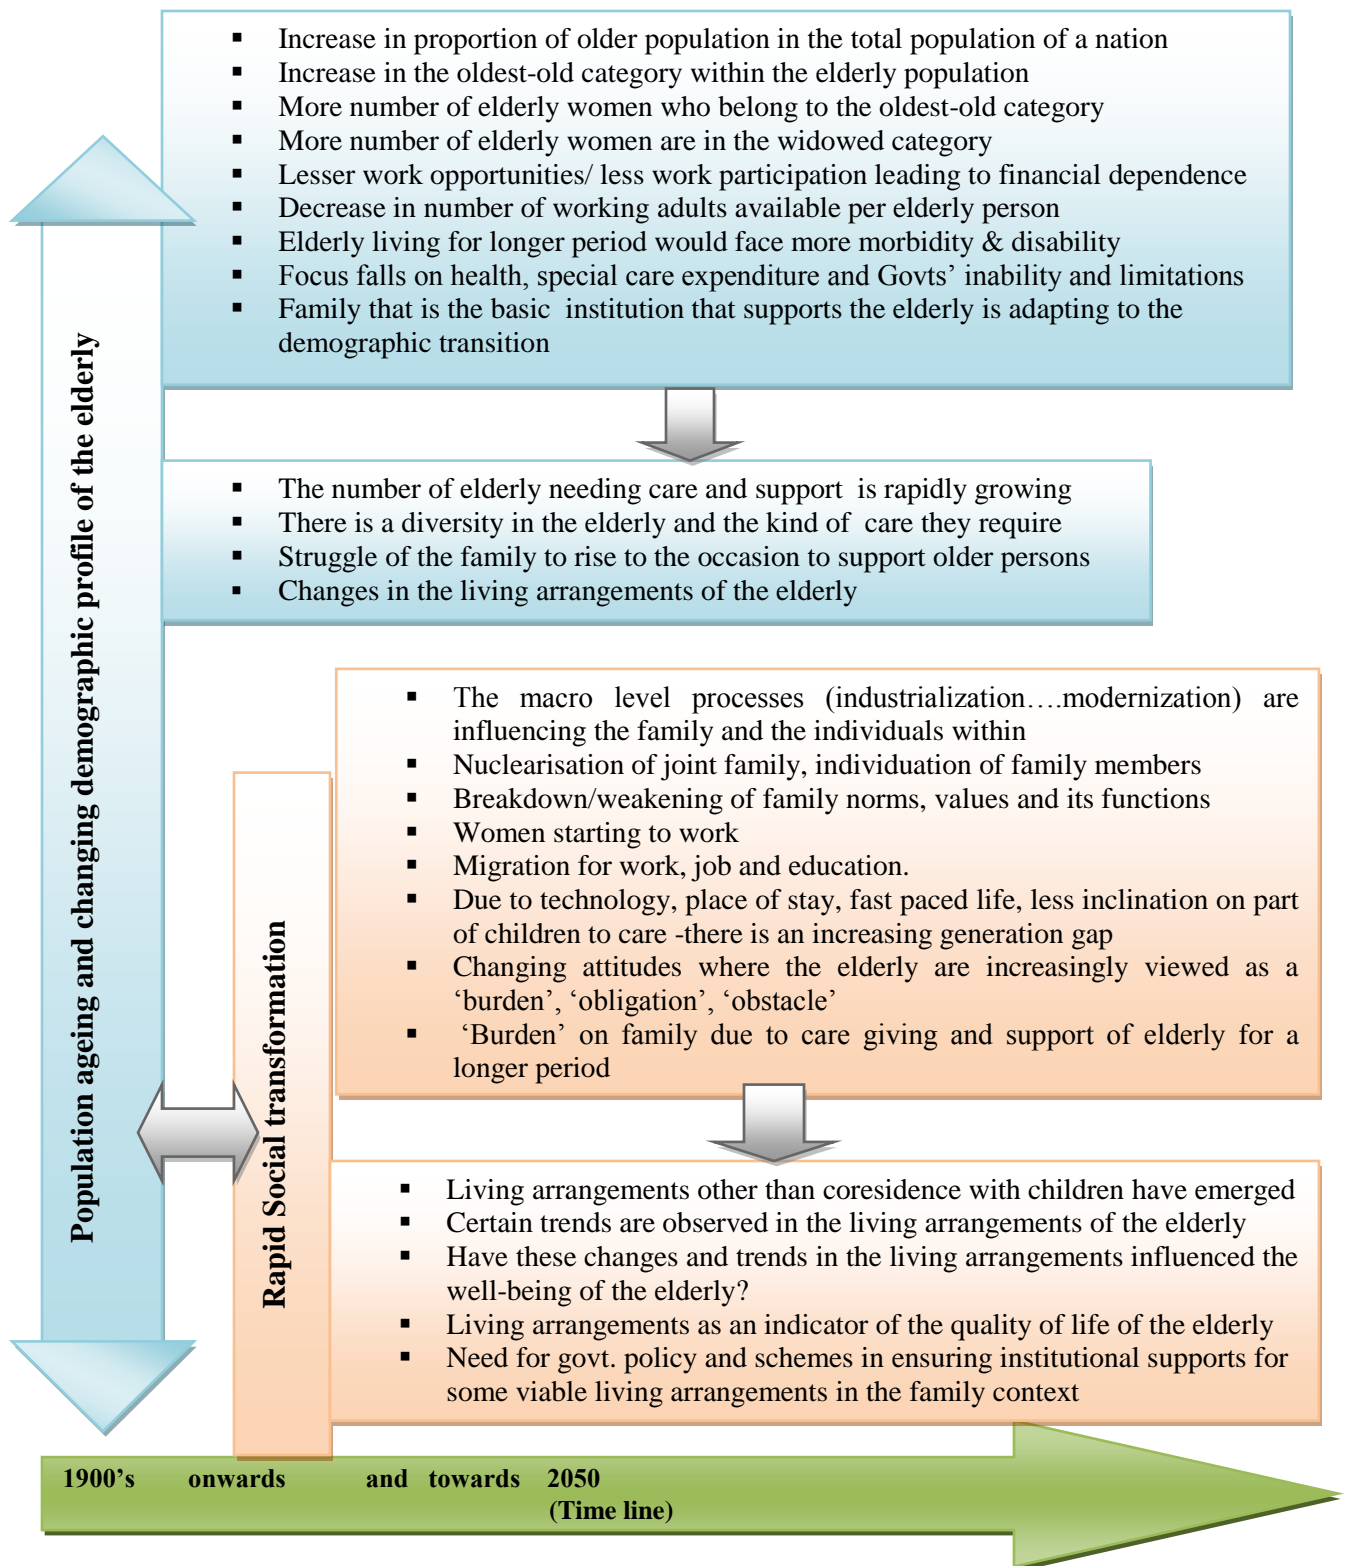 ▪ Increase in proportion of older population in the total population of a nation
▪ Increase in the oldest-old category within the elderly population
▪ More number of elderly women who belong to the oldest-old category
▪ More number of elderly women are in the widowed category
▪ Lesser work opportunities/ less work participation leading to financial dependence
▪ Decrease in number of working adults available per elderly person
▪ Elderly living for longer period would face more morbidity & disability
▪ Focus falls on health, special care expenditure and Govts’ inability and limitations
▪ Family that is the basic institution that supports the elderly is adapting to the
demographic transition
Population ageing and changing demographic profile of the elderly
▪ The number of elderly needing care and support is rapidly growing
▪ There is a diversity in the elderly and the kind of care they require
▪ Struggle of the family to rise to the occasion to support older persons
▪ Changes in the living arrangements of the elderly
Rapid Social transformation
▪ The macro level processes (industrialization….modernization) are
influencing the family and the individuals within
▪ Nuclearisation of joint family, individuation of family members
▪ Breakdown/weakening of family norms, values and its functions
▪ Women starting to work
▪ Migration for work, job and education.
▪ Due to technology, place of stay, fast paced life, less inclination on part
of children to care -there is an increasing generation gap
▪ Changing attitudes where the elderly are increasingly viewed as a
‘burden’, ‘obligation’, ‘obstacle’
▪ ‘Burden’ on family due to care giving and support of elderly for a
longer period
▪ Living arrangements other than coresidence with children have emerged
▪ Certain trends are observed in the living arrangements of the elderly
▪ Have these changes and trends in the living arrangements influenced the
well-being of the elderly?
▪ Living arrangements as an indicator of the quality of life of the elderly
▪ Need for govt. policy and schemes in ensuring institutional supports for
some viable living arrangements in the family context
1900’s onwards and towards 2050
(Time line)